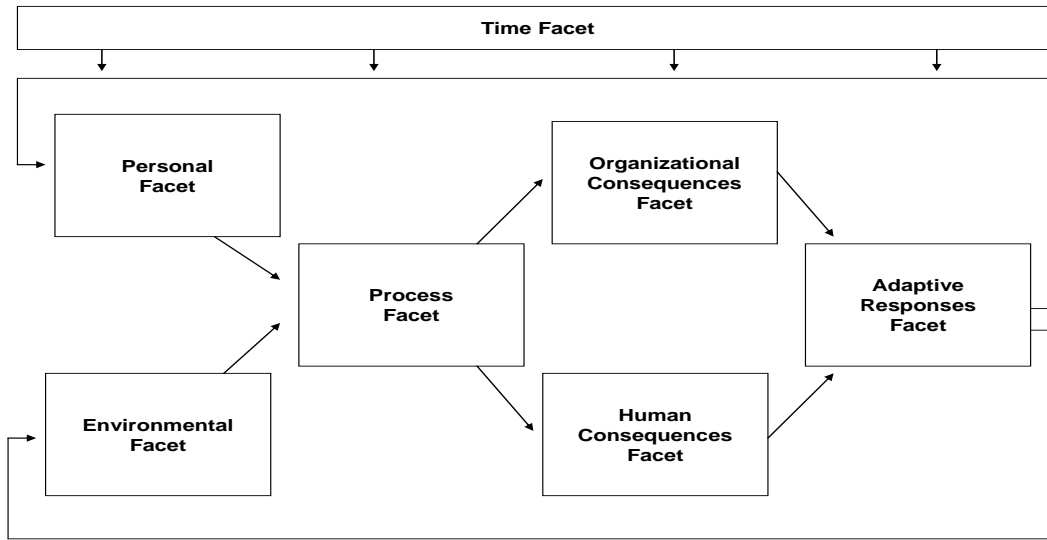 Time Facet
Personal
Facet
Organizational
Consequences
Facet
Process
Facet
Adaptive
Responses
Facet
Environmental
Facet
Human
Consequences
Facet